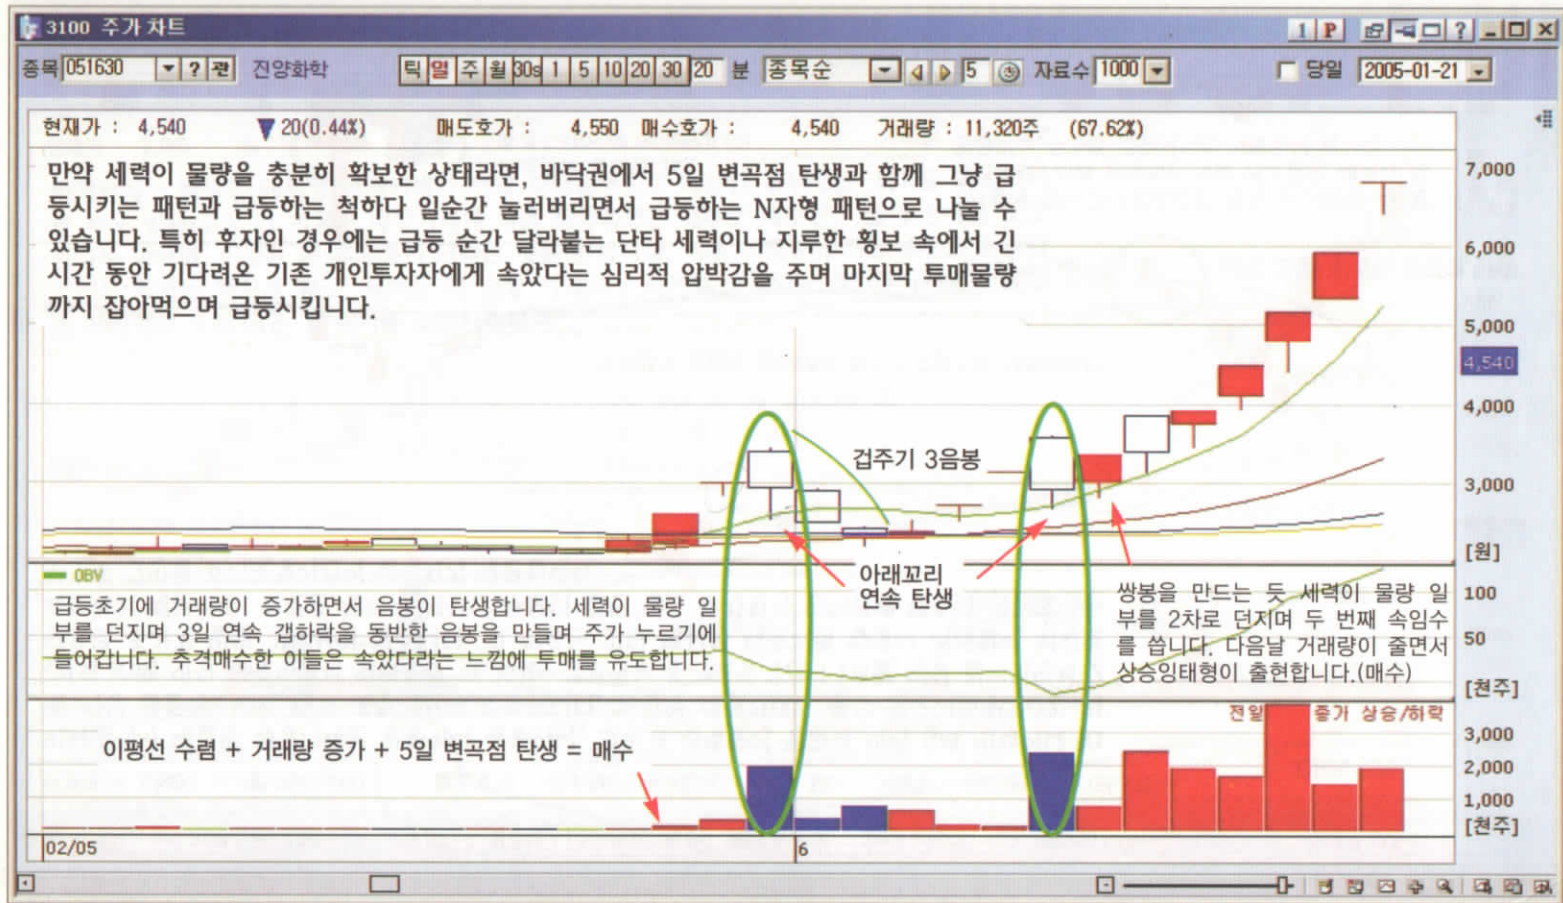 3100 주가 차트
1 P ?
종목 051630 ? 관 진양화학 틱 일 주 월 30s 1 5 10 20 30 20 분 종목순 5 자료수 1000 당일 2005-01-21
현재가 : 4,540 ▼ 20(0.44%) 매도호가 : 4,550 매수호가 : 4,540 거래량 : 11,320주 (67.62%)
만약 세력이 물량을 충분히 확보한 상태라면, 바닥권에서 5일 변곡점 탄생과 함께 그냥 급
등시키는 패턴과 급등하는 척하다 일순간 눌러버리면서 급등하는 N자형 패턴으로 나눌 수
있습니다. 특히 후자인 경우에는 급등 순간 달라붙는 단타 세력이나 지루한 횡보 속에서 긴
시간 동안 기다려온 기존 개인투자자에게 속았다는 심리적 압박감을 주며 마지막 투매물량
까지 잡아먹으며 급등시킵니다.
7,000
6,000
5,000
4,540
4,000
3,000
[원]
겁주기 3음봉
아래꼬리
연속 탄생
OBV
급등초기에 거래량이 증가하면서 음봉이 탄생합니다. 세력이 물량 일
부를 던지며 3일 연속 갭하락을 동반한 음봉을 만들며 주가 누르기에
들어갑니다. 추격매수한 이들은 속았다라는 느낌에 투매를 유도합니다.
쌍봉을 만드는 듯 세력이 물량 일
부를 2차로 던지며 두 번째 속임수
를 씁니다. 다음날 거래량이 줄면서
상승잉태형이 출현합니다.(매수)
100
50
[천주]
전일 종가 상승/하락
이평선 수렴 + 거래량 증가 + 5일 변곡점 탄생 = 매수
3,000
2,000
1,000
[천주]
02/05 6